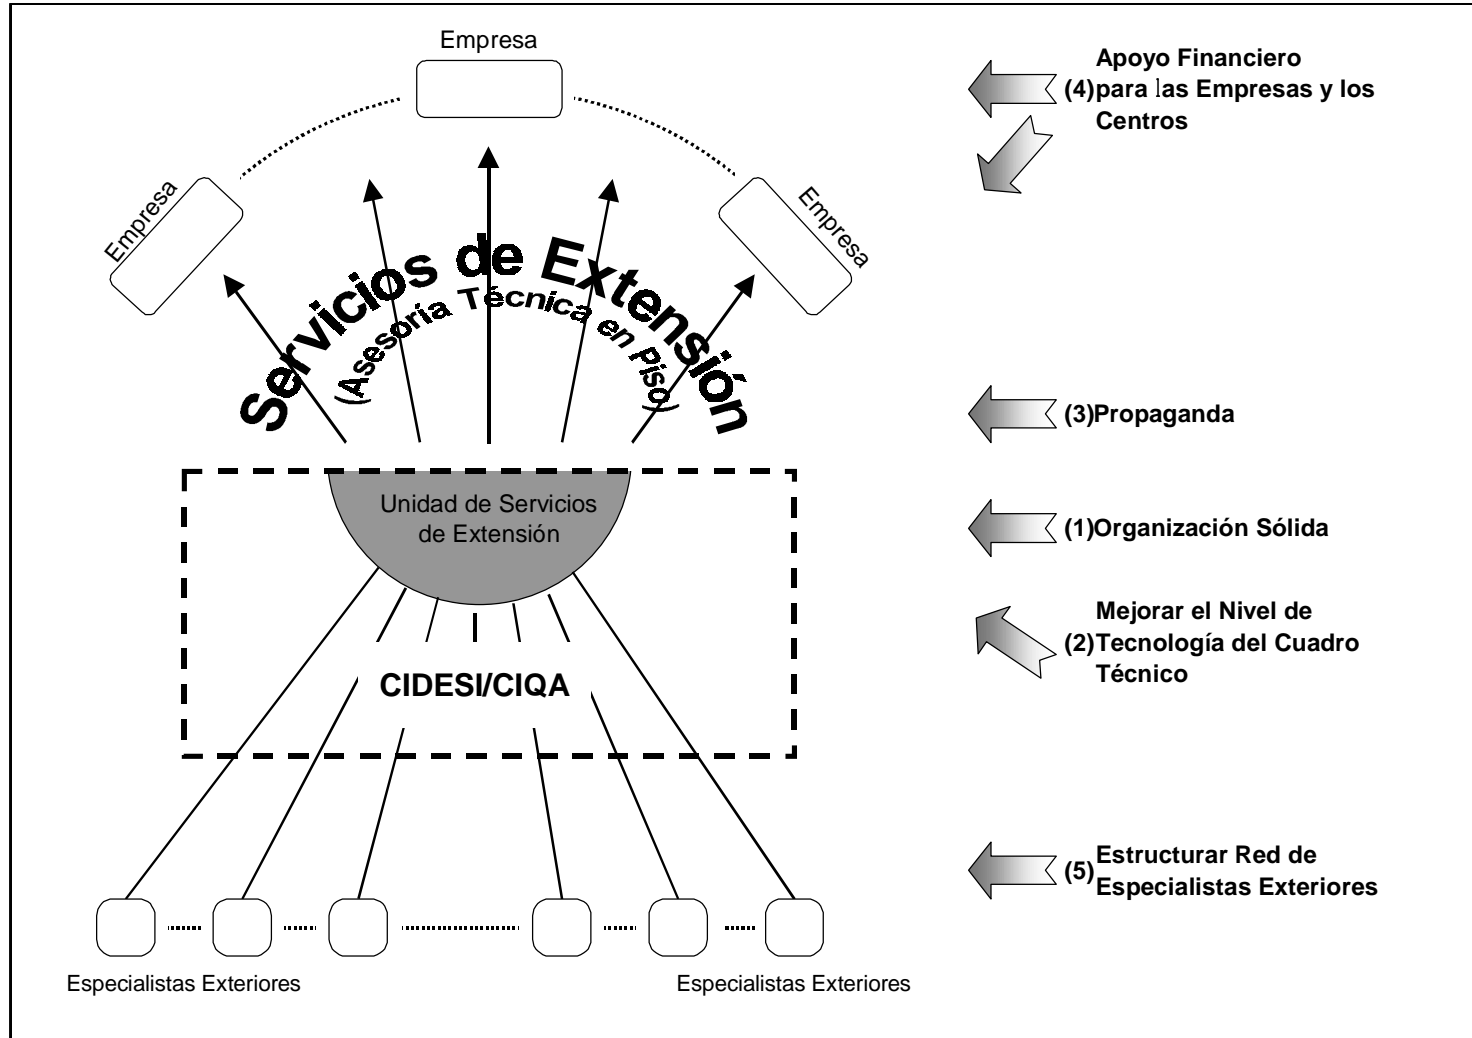 Empresa
Empresa
Empresa
Servicios de Extensión
(Asesoría Técnica en Piso)
Unidad de Servicios
de Extensión
CIDESI/CIQA
Especialistas Exteriores
Especialistas Exteriores
Apoyo Financiero
(4)para las Empresas y los
Centros
(3)Propaganda
(1)Organización Sólida
Mejorar el Nivel de
(2)Tecnología del Cuadro
Técnico
Estructurar Red de
(5)Especialistas Exteriores